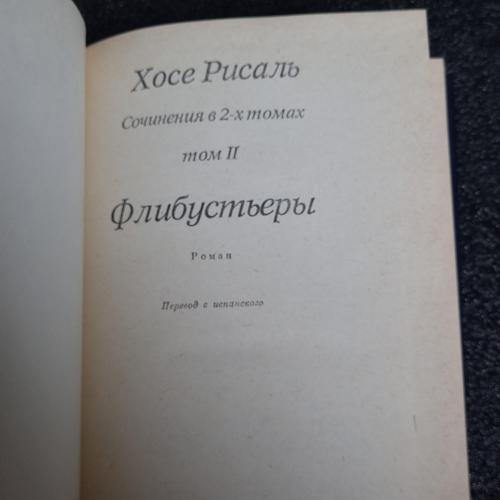 Хосе Рисаль
Сочинения в 2-х томах
том II
Флибустьеры
Роман
Перевод с испанского